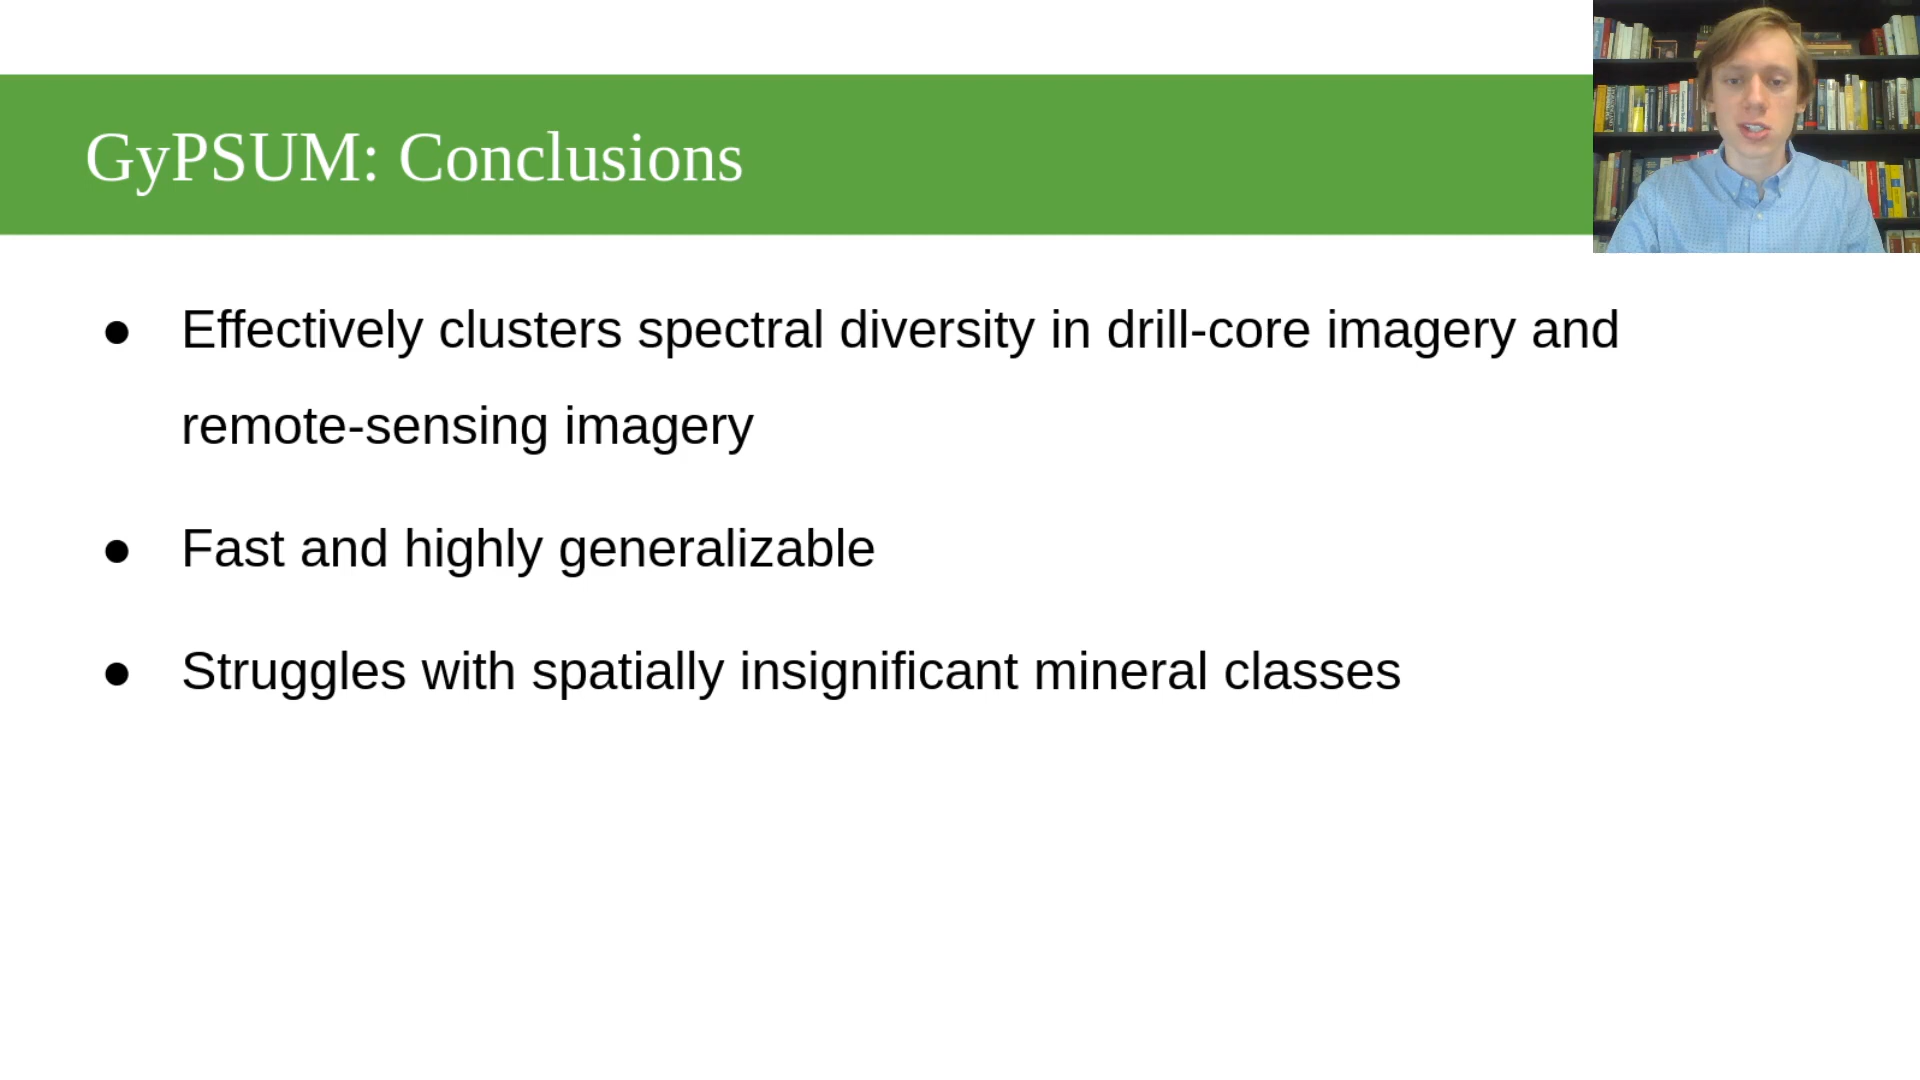 GyPSUM: Conclusions
● Effectively clusters spectral diversity in drill-core imagery and
remote-sensing imagery
● Fast and highly generalizable
● Struggles with spatially insignificant mineral classes